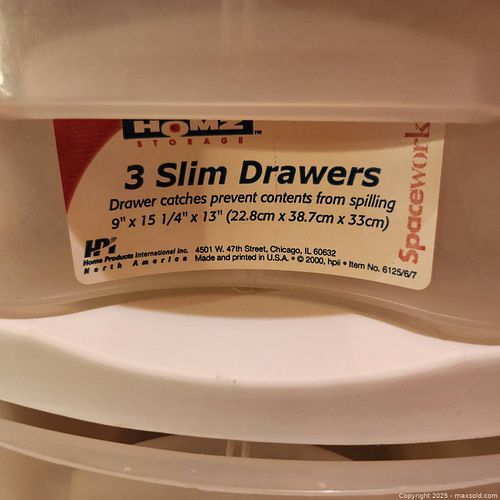 HOMZ™
STORAGE
3 Slim Drawers
Drawer catches prevent contents from spilling
9" x 15 1/4" x 13" (22.8cm x 38.7cm x 33cm)
Spacework
HPI
Home Products International Inc.
North America
4501 W. 47th Street, Chicago, IL 60632
Made and printed in U.S.A. • © 2000, hpii • Item No. 6125/6/7
Copyright 2025 - maxsold.com